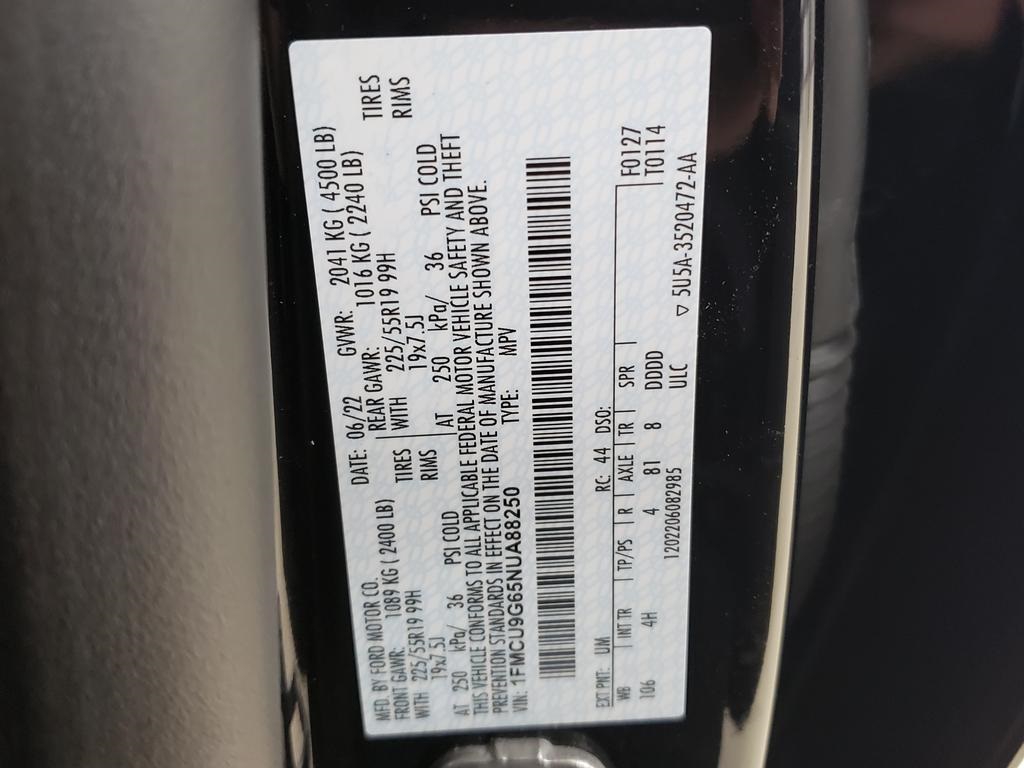 MFD. BY FORD MOTOR CO. DATE: 06/22 GVWR: 2041 KG ( 4500 LB)
FRONT GAWR: 1089 KG ( 2400 LB) REAR GAWR: 1016 KG ( 2240 LB)
WITH 225/55R19 99H TIRES WITH 225/55R19 99H TIRES
19x7.5J RIMS 19x7.5J RIMS
AT 250 kPa/ 36 PSI COLD AT 250 kPa/ 36 PSI COLD
THIS VEHICLE CONFORMS TO ALL APPLICABLE FEDERAL MOTOR VEHICLE SAFETY AND THEFT
PREVENTION STANDARDS IN EFFECT ON THE DATE OF MANUFACTURE SHOWN ABOVE.
VIN: 1FMCU9G65NUA88250 TYPE: MPV
EXT PNT: UM RC: 44 DSO:
WB INT TR TP/PS R AXLE TR SPR F0127
106 4H 4 81 8 DDDD T0114
ULC
120220608298​5 ▽ 5U5A-3520472-AA